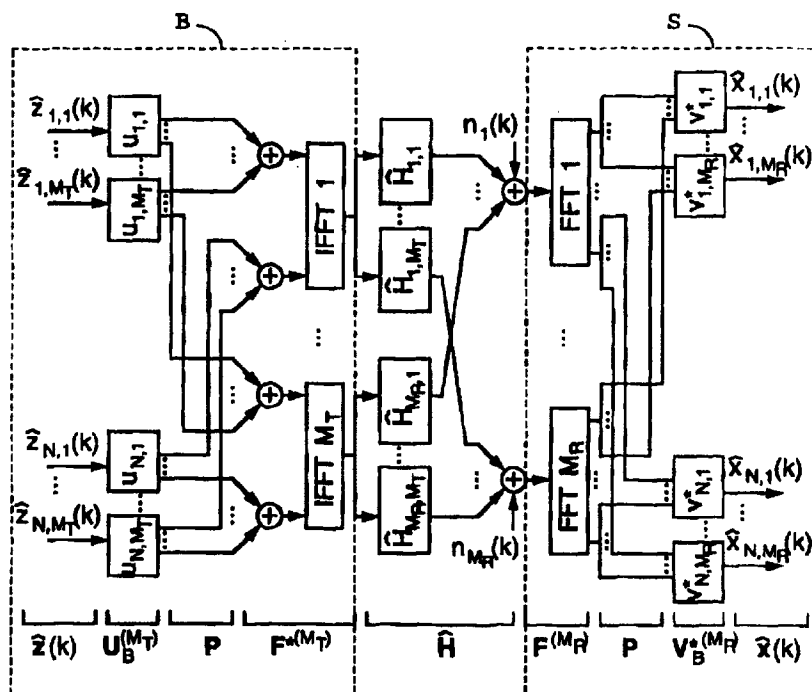 B
S
ẑ1,1(k)
ẑ1,MT(k)
ẑN,1(k)
ẑN,MT(k)
u1,1
u1,MT
uN,1
uN,MT
IFFT 1
IFFT MT
Ĥ1,1
Ĥ1,MT
ĤMR,1
ĤMR,MT
n1(k)
nMR(k)
FFT 1
FFT MR
v*1,1
v*1,MR
v*N,1
v*N,MR
x̂1,1(k)
x̂1,MR(k)
x̂N,1(k)
x̂N,MR(k)
ẑ(k) UB(MT) P F*(MT) Ĥ F(MR) P VB*(MR) x̂(k)